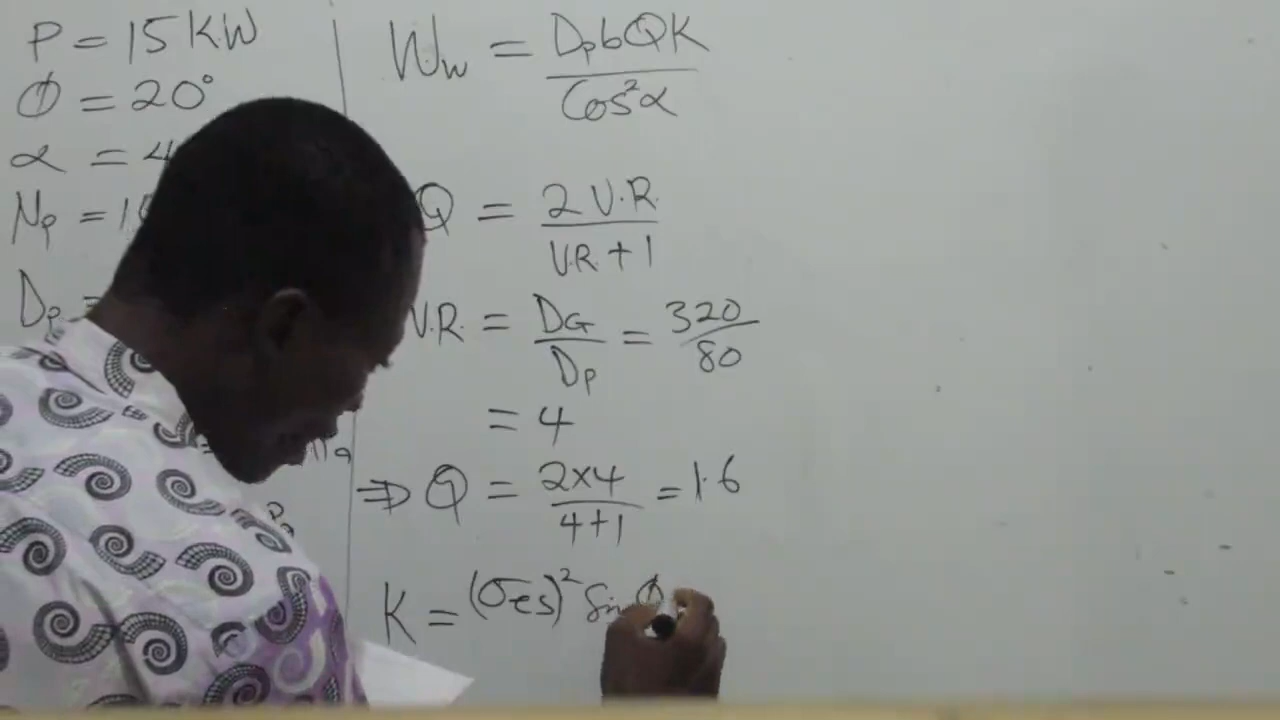 P = 15 KW
Φ = 20°
α = 4
Np = 1
Dp =
Ww = DpbQK / Cos²α
Q = 2 V.R. / V.R + 1
V.R. = DG / Dp = 320/80
= 4
⇒ Q = 2×4 / 4+1 = 1.6
K = (σes)² Sin Φ